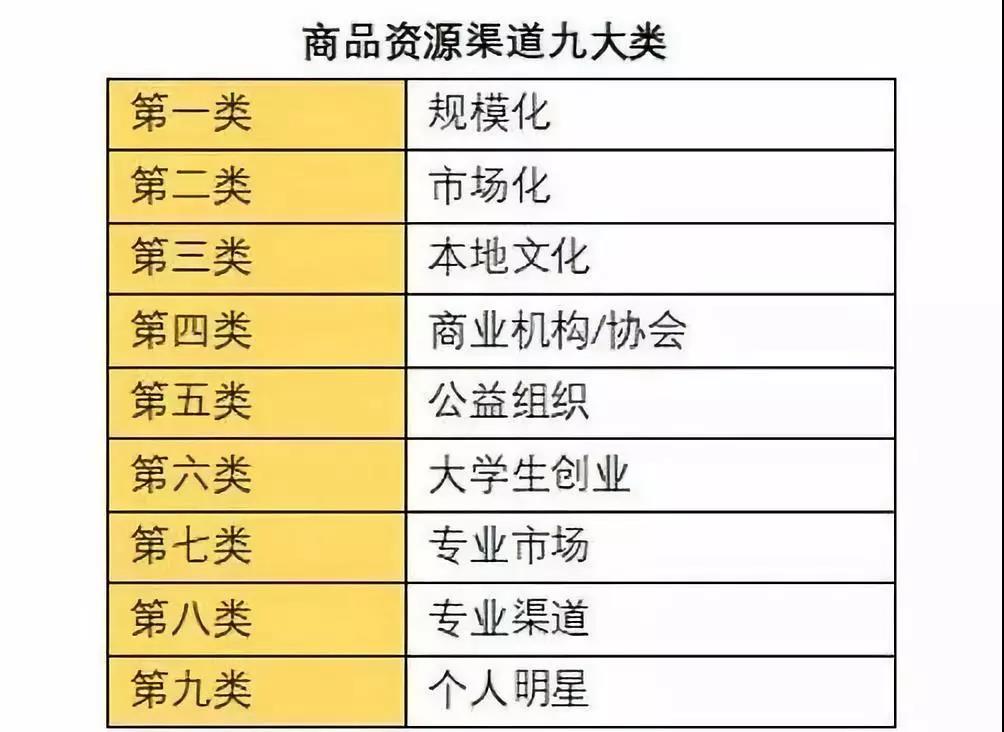 商品资源渠道九大类
第一类 规模化
第二类 市场化
第三类 本地文化
第四类 商业机构/协会
第五类 公益组织
第六类 大学生创业
第七类 专业市场
第八类 专业渠道
第九类 个人明星